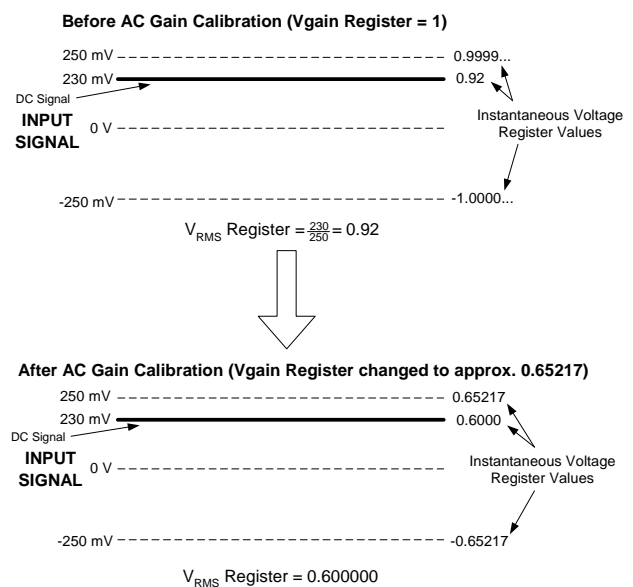 Before AC Gain Calibration (Vgain Register = 1)
250 mV 0.9999...
230 mV 0.92
DC Signal
INPUT SIGNAL
0 V
Instantaneous Voltage
Register Values
-250 mV -1.0000...
VRMS Register = 230/250 = 0.92
After AC Gain Calibration (Vgain Register changed to approx. 0.65217)
250 mV 0.65217
230 mV 0.6000
DC Signal
INPUT SIGNAL
0 V
Instantaneous Voltage
Register Values
-250 mV -0.65217
VRMS Register = 0.600000